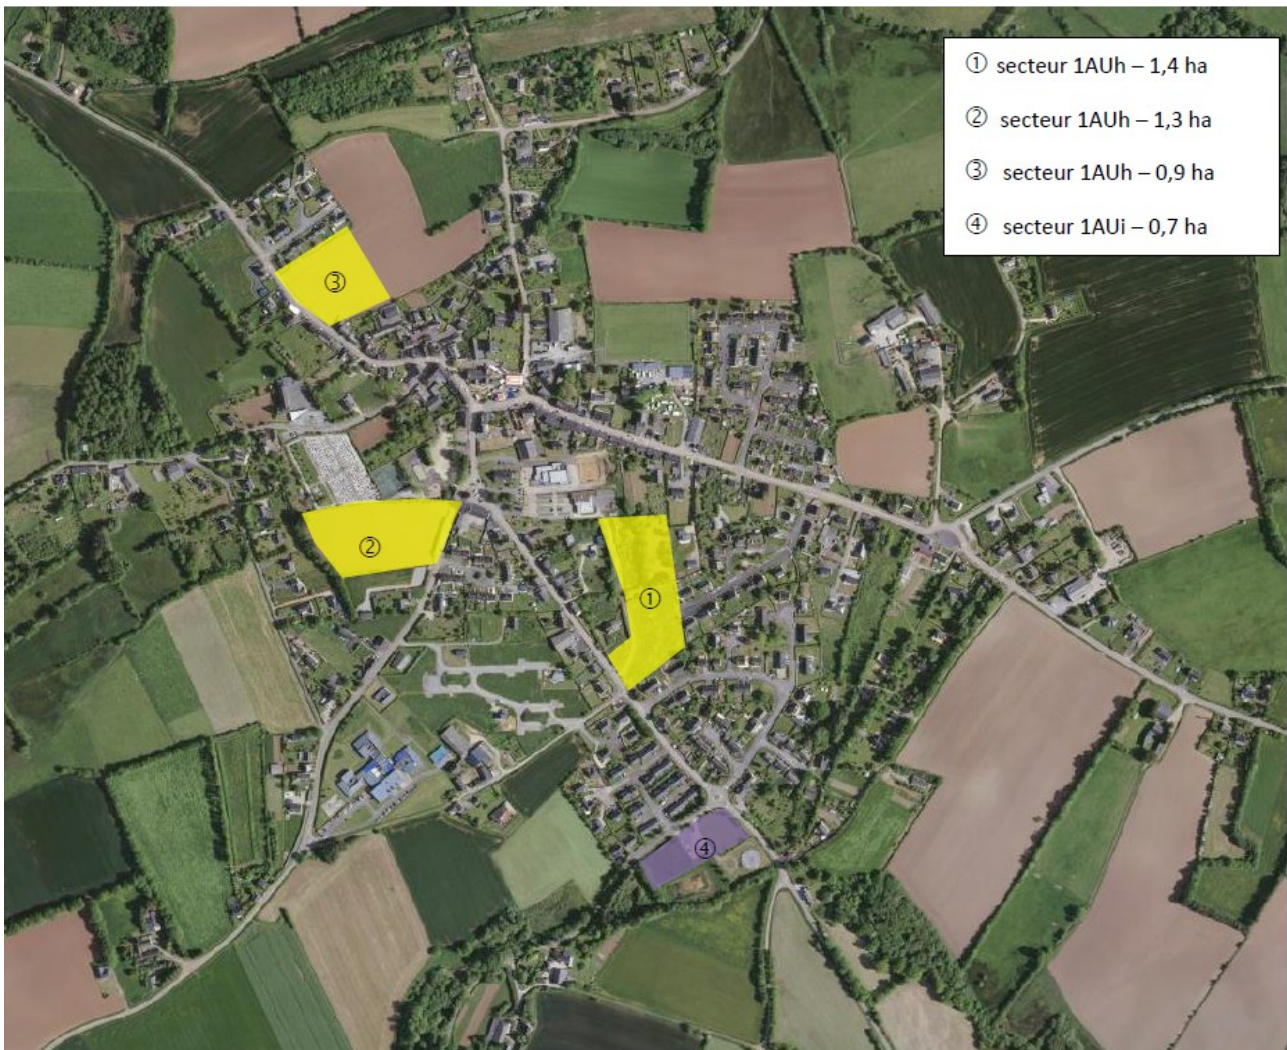 ① secteur 1AUh – 1,4 ha
② secteur 1AUh – 1,3 ha
③ secteur 1AUh – 0,9 ha
④ secteur 1AUi – 0,7 ha
③
②
①
④